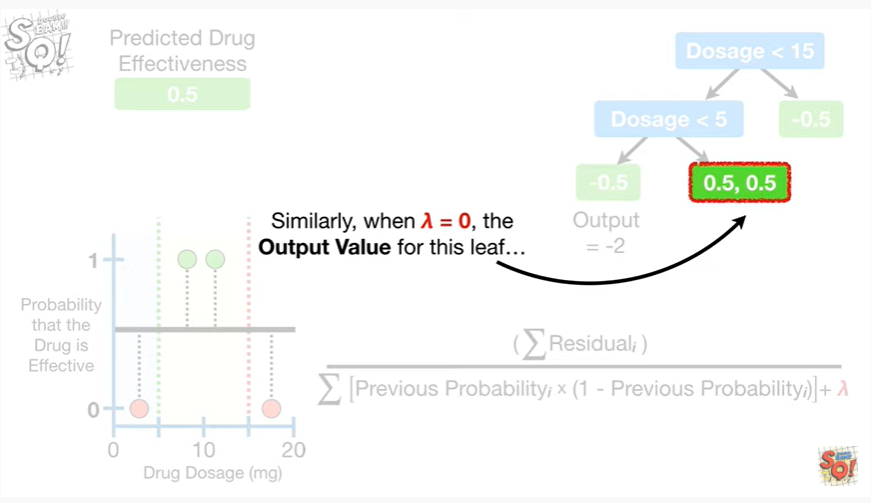 SQ!
Predicted Drug
Effectiveness
0.5
Dosage < 15
Dosage < 5
-0.5
-0.5
0.5, 0.5
Output
= -2
Similarly, when λ = 0, the
Output Value for this leaf…
1
Probability
that the
Drug is
Effective
0
0
10
20
Drug Dosage (mg)
(∑Residualᵢ)
∑ [Previous Probabilityᵢ × (1 - Previous Probabilityᵢ)]+ λ
SQ!